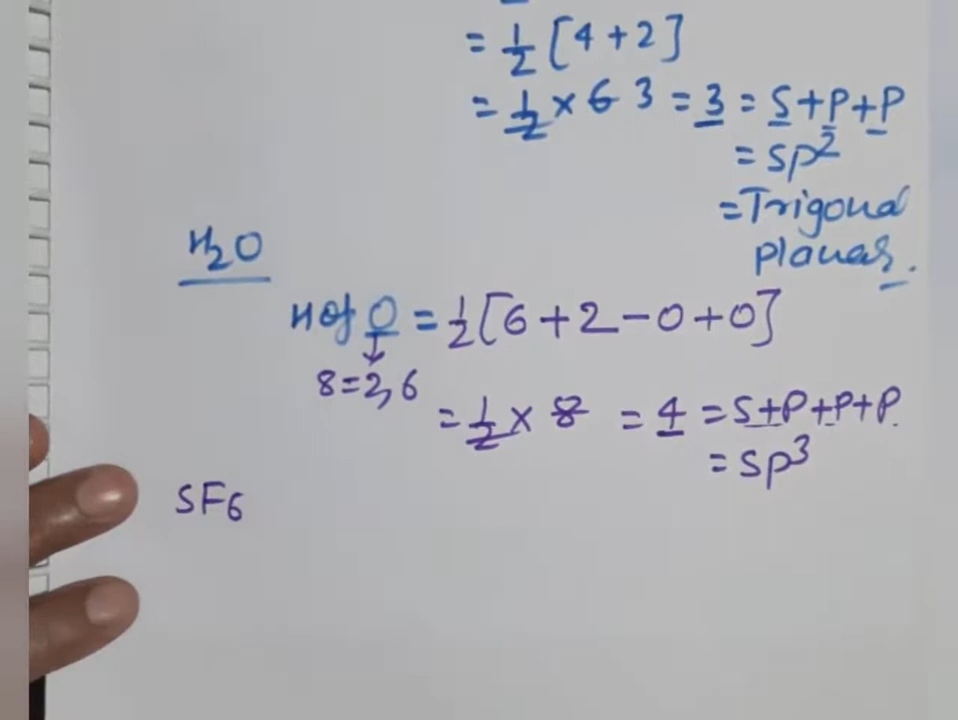 = 1/2 [4+2]
= 1/2 × 6 3 = 3 = S+P+P
= sp²
= Trigonal
planar.
H₂O
H of O = 1/2 [6+2-0+0]
8=2,6
= 1/2 × 8 = 4 = S+P+P+P
= sp³
SF₆